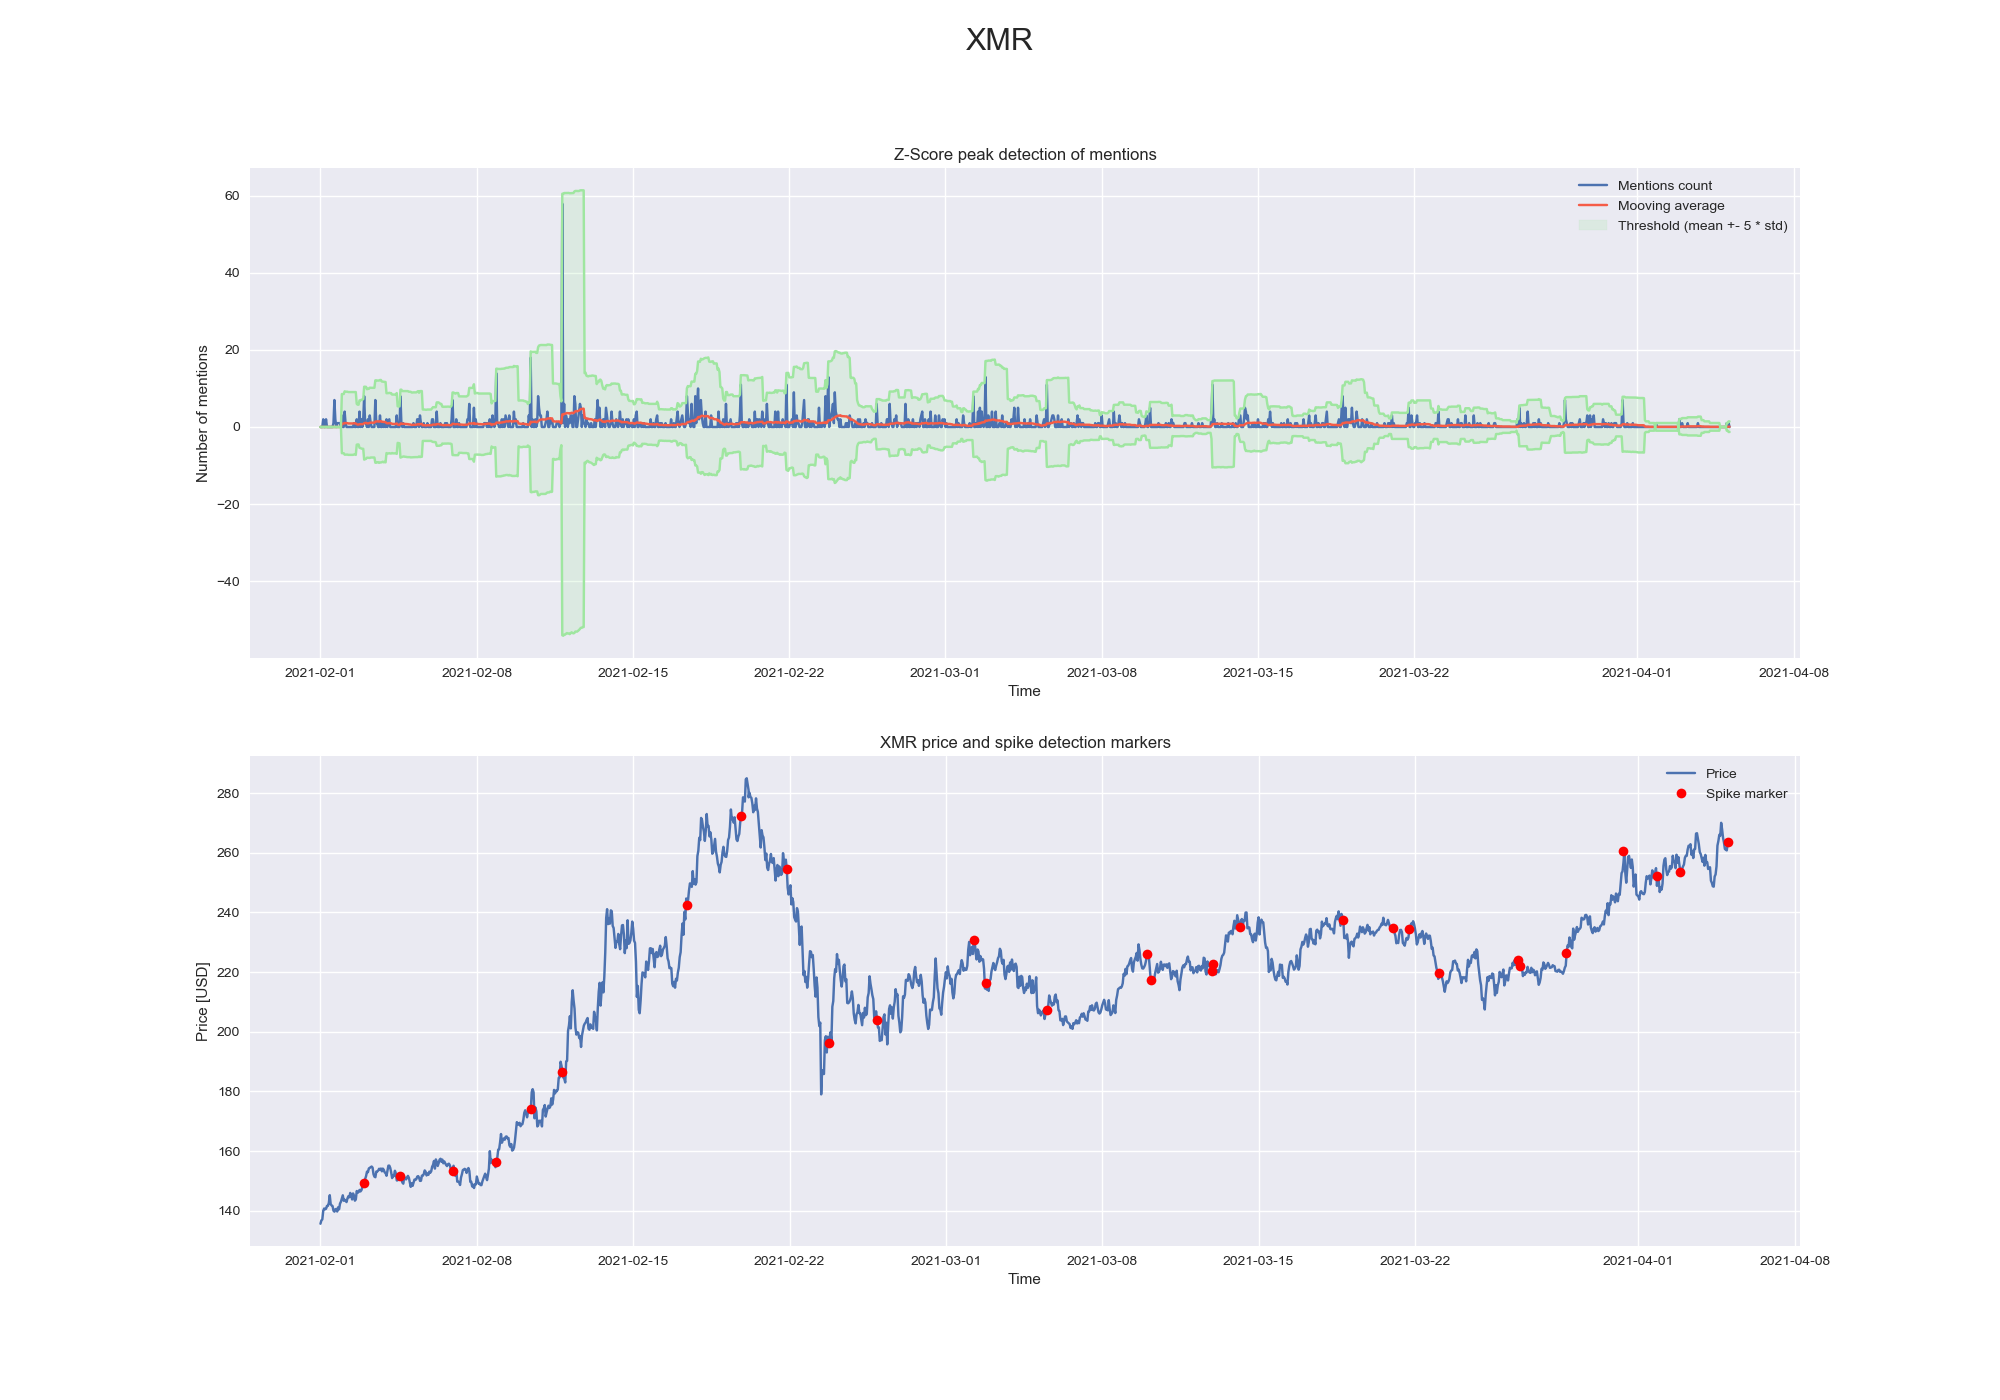 XMR
Z-Score peak detection of mentions
Mentions count
Mooving average
Threshold (mean +- 5 * std)
Number of mentions
60
40
20
0
−20
−40
2021-02-01 2021-02-08 2021-02-15 2021-02-22 2021-03-01 2021-03-08 2021-03-15 2021-03-22 2021-04-01 2021-04-08
Time
XMR price and spike detection markers
Price
Spike marker
Price [USD]
280
260
240
220
200
180
160
140
2021-02-01 2021-02-08 2021-02-15 2021-02-22 2021-03-01 2021-03-08 2021-03-15 2021-03-22 2021-04-01 2021-04-08
Time